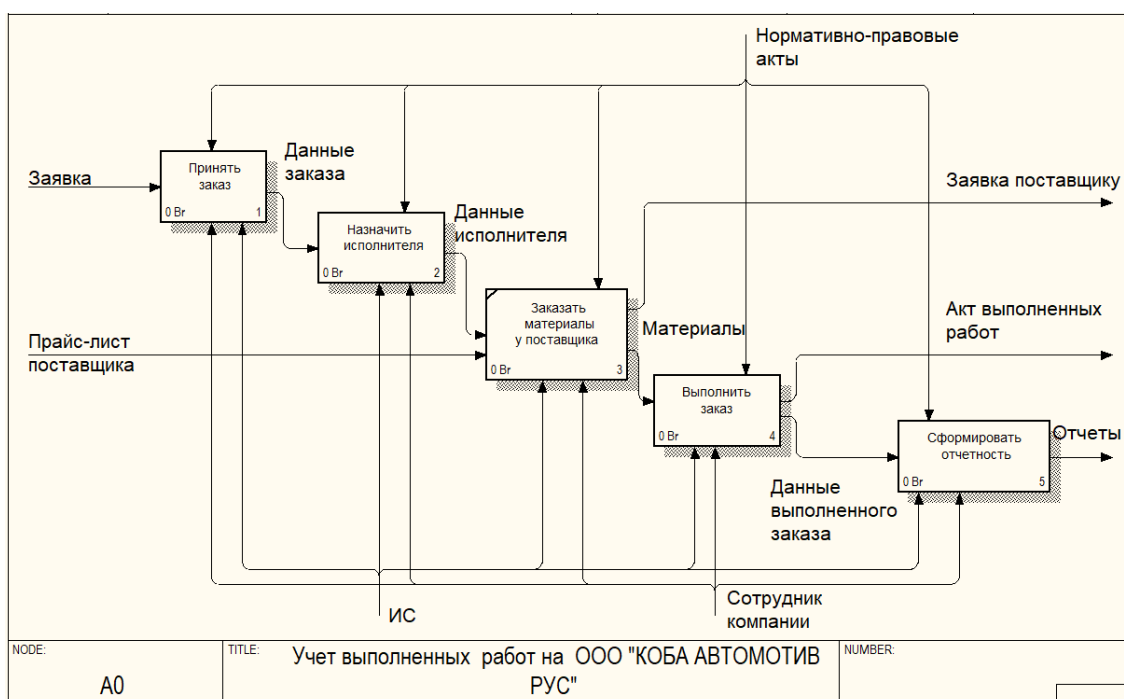 Нормативно-правовые
акты
Данные
заказа
Принять
заказ
0 Br
1
Заявка
Заявка поставщику
Данные
исполнителя
Назначить
исполнителя
0 Br
2
Заказать
материалы
у поставщика
0 Br
3
Материалы
Акт выполненных
работ
Прайс-лист
поставщика
Выполнить
заказ
0 Br
4
Отчеты
Сформировать
отчетность
0 Br
5
Данные
выполненного
заказа
ИС
Сотрудник
компании
NODE:
A0
TITLE:
Учет выполненных работ на ООО "КОБА АВТОМОТИВ
РУС"
NUMBER: